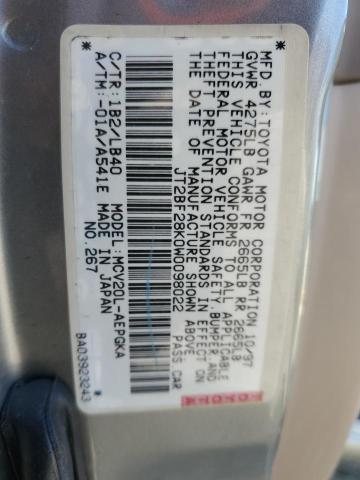 MFD.BY:TOYOTA MOTOR CORPORATION 10/97
GVWR 4275LB GAWR FR 2665LB RR 2665LB
THIS VEHICLE CONFORMS TO ALL APPLICABLE
FEDERAL MOTOR VEHICLE SAFETY,BUMPER,AND
THEFT PREVENTION STANDARDS IN EFFECT ON
THE DATE OF MANUFACTURE SHOWN ABOVE.
JT2BF28K0W0098022 PASS.CAR
C/TR:1B2/LB40 MODEL:MCV20L-AEPGKA
A/TM:-01A/A541E MADE IN JAPAN
NO.267
BA03923243